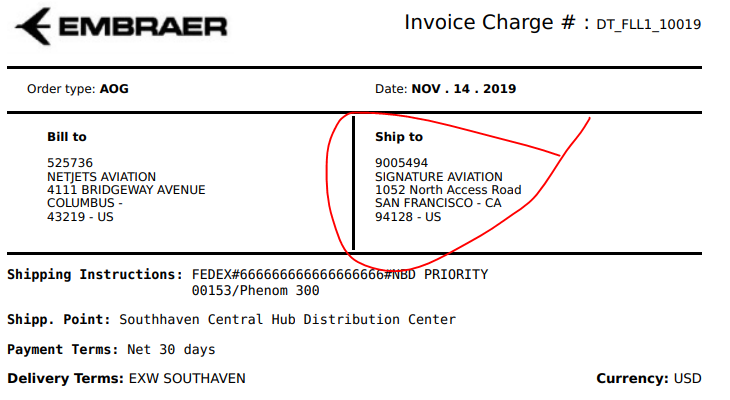 EMBRAER
Invoice Charge # : DT_FLL1_10019
Order type: AOG
Date: NOV . 14 . 2019
Bill to
525736
NETJETS AVIATION
4111 BRIDGEWAY AVENUE
COLUMBUS -
43219 - US
Ship to
9005494
SIGNATURE AVIATION
1052 North Access Road
SAN FRANCISCO - CA
94128 - US
Shipping Instructions: FEDEX#666666666666666666#NBD PRIORITY
00153/Phenom 300
Shipp. Point: Southhaven Central Hub Distribution Center
Payment Terms: Net 30 days
Delivery Terms: EXW SOUTHAVEN
Currency: USD